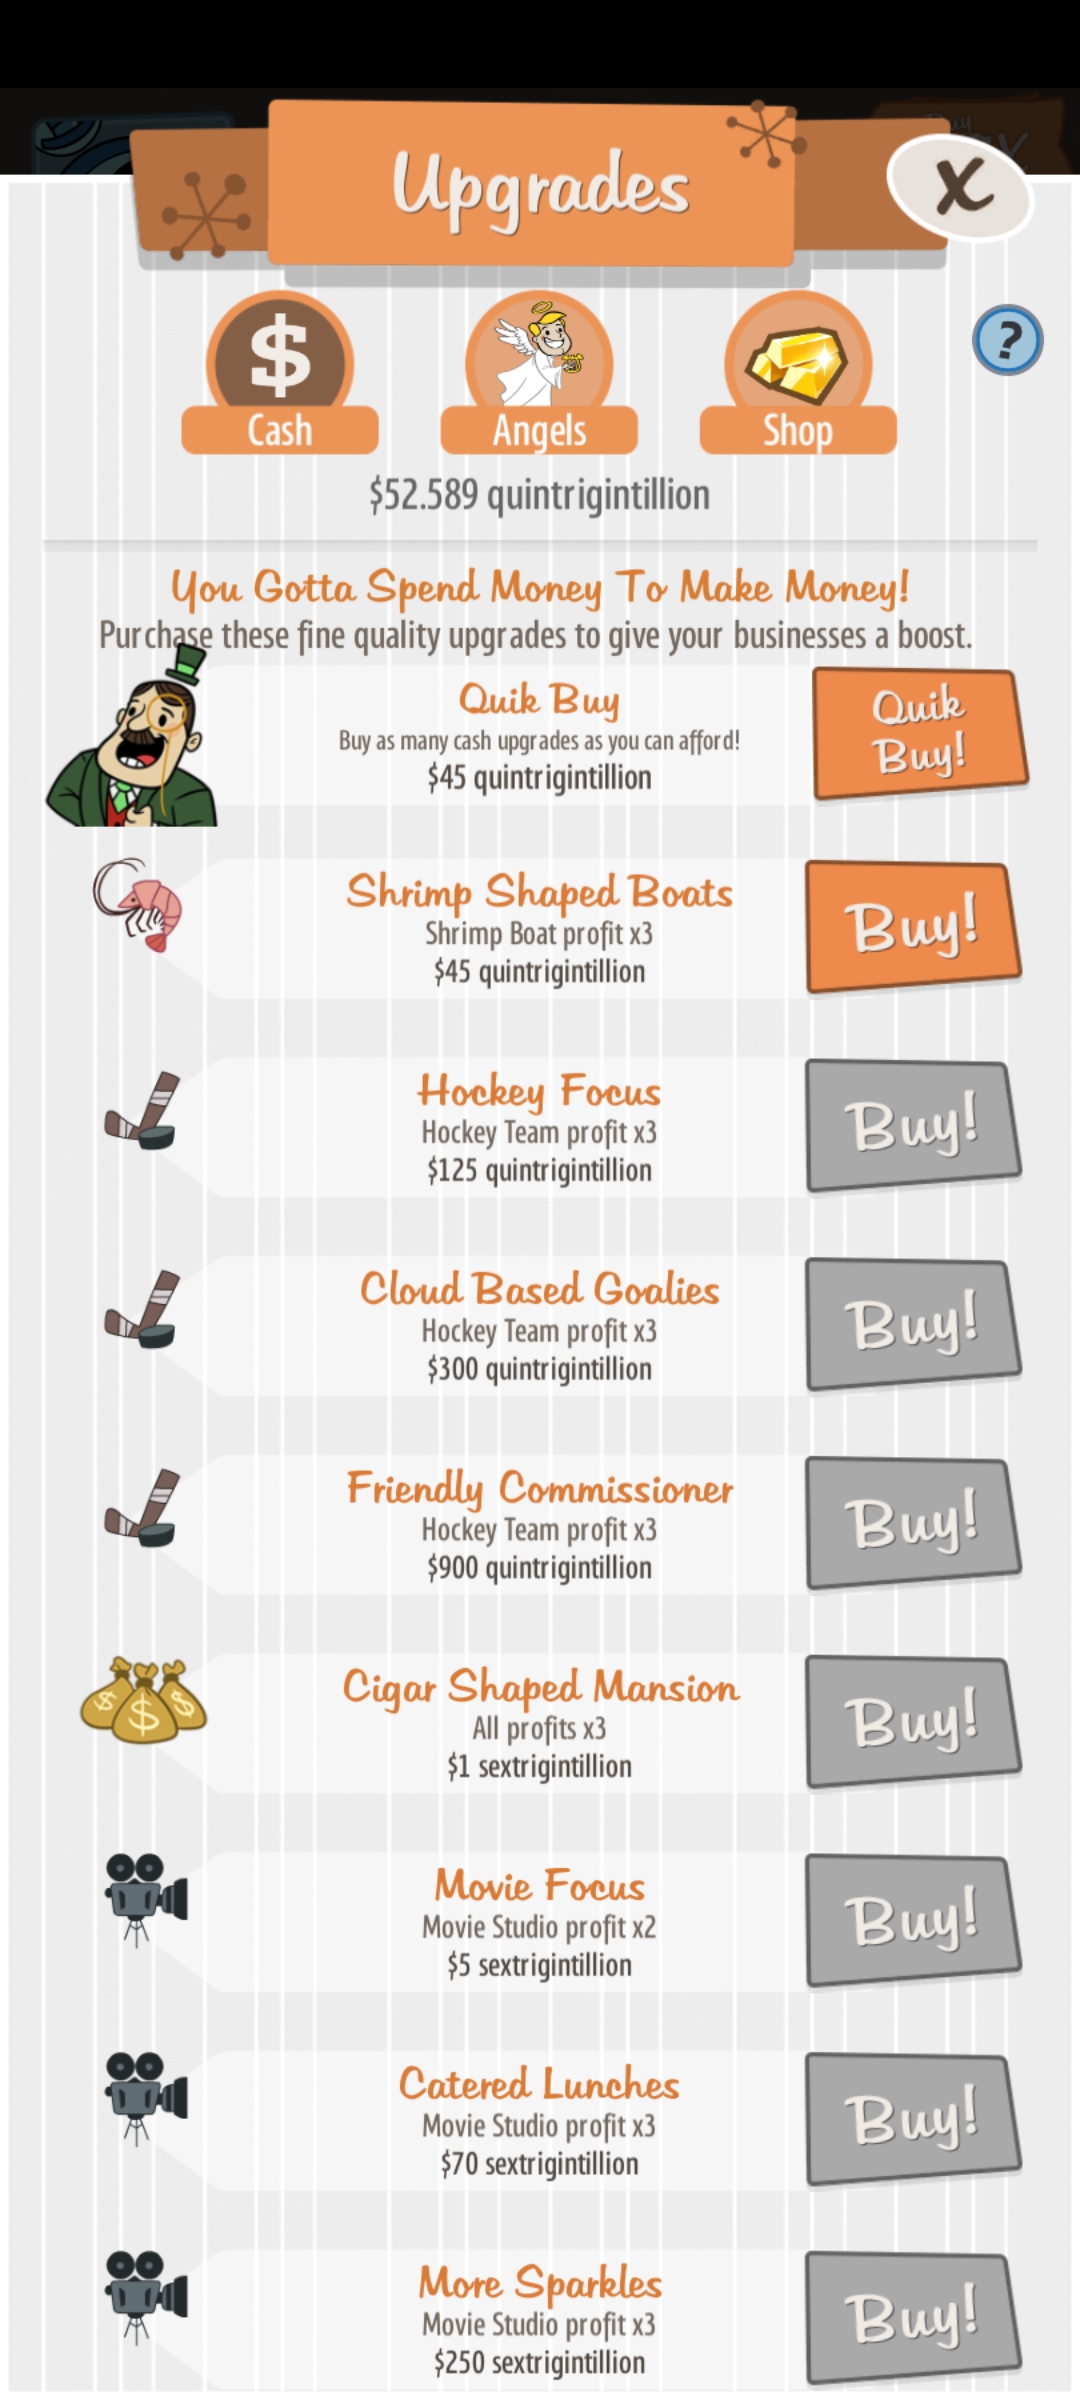 Upgrades
X
$
Cash
Angels
Shop
?
$52.589 quintrigintillion
You Gotta Spend Money To Make Money!
Purchase these fine quality upgrades to give your businesses a boost.
Quik Buy
Buy as many cash upgrades as you can afford!
$45 quintrigintillion
Quik
Buy!
Shrimp Shaped Boats
Shrimp Boat profit x3
$45 quintrigintillion
Buy!
Hockey Focus
Hockey Team profit x3
$125 quintrigintillion
Buy!
Cloud Based Goalies
Hockey Team profit x3
$300 quintrigintillion
Buy!
Friendly Commissioner
Hockey Team profit x3
$900 quintrigintillion
Buy!
$ $ $
Cigar Shaped Mansion
All profits x3
$1 sextrigintillion
Buy!
Movie Focus
Movie Studio profit x2
$5 sextrigintillion
Buy!
Catered Lunches
Movie Studio profit x3
$70 sextrigintillion
Buy!
More Sparkles
Movie Studio profit x3
$250 sextrigintillion
Buy!